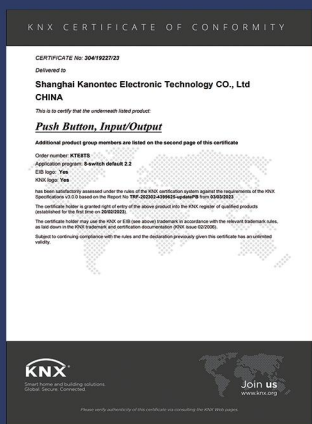 KNX CERTIFICATE OF CONFORMITY
CERTIFICATE No: 304/19227/23
Delivered to
Shanghai Kanontec Electronic Technology CO., Ltd
CHINA
This is to certify that the underneath listed product:
Push Button, Input/Output
Additional product group members are listed on the second page of this certificate
Order number: KTE8TS
Application program: 8-switch default 2.2
EIB logo: Yes
KNX logo: Yes
has been satisfactorily assessed under the rules of the KNX certification system against the requirements of the KNX
Specifications v3.0.0 based on the Report No TRF-202302-4399625-updatePB from 03/03/2023
The certificate holder is granted right of entry of the above product into the KNX register of qualified products
(established for the first time on 20/02/2023).
The certificate holder may use the KNX or EIB (see above) trademark in accordance with the relevant trademark rules,
as laid down in the KNX trademark and certification documentation (KNX issue 02/2006).
Subject to continuing compliance with the rules and the declaration previously given this certificate has an unlimited
validity.
KNX
Smart home and building solutions
Global. Secure. Connected.
Join us
www.knx.org
Please verify authenticity of this certificate via consulting the KNX Web pages.